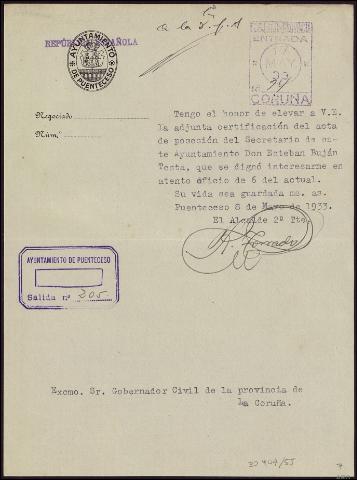 REPÚBLICA ESPAÑOLA
AYUNTAMIENTO
DE PUENTECESO
ENTRADA
MAY
33
CORUÑA
Negociado
Núm.
Tengo el honor de elevar a V.E.
la adjunta certificación del acta
de posesión del Secretario de es-
te Ayuntamiento Don Esteban Buján
Testa, que se dignó interesarme en
atento oficio de 6 del actual.
Su vida sea guardada ms. as.
Puenteceso 8 de Mayo de 1933.
El Alcalde 2º Tte.
AYUNTAMIENTO DE PUENTECESO
Salida nº 205
Excmo. Sr. Gobernador Civil de la provincia de
La Coruña.